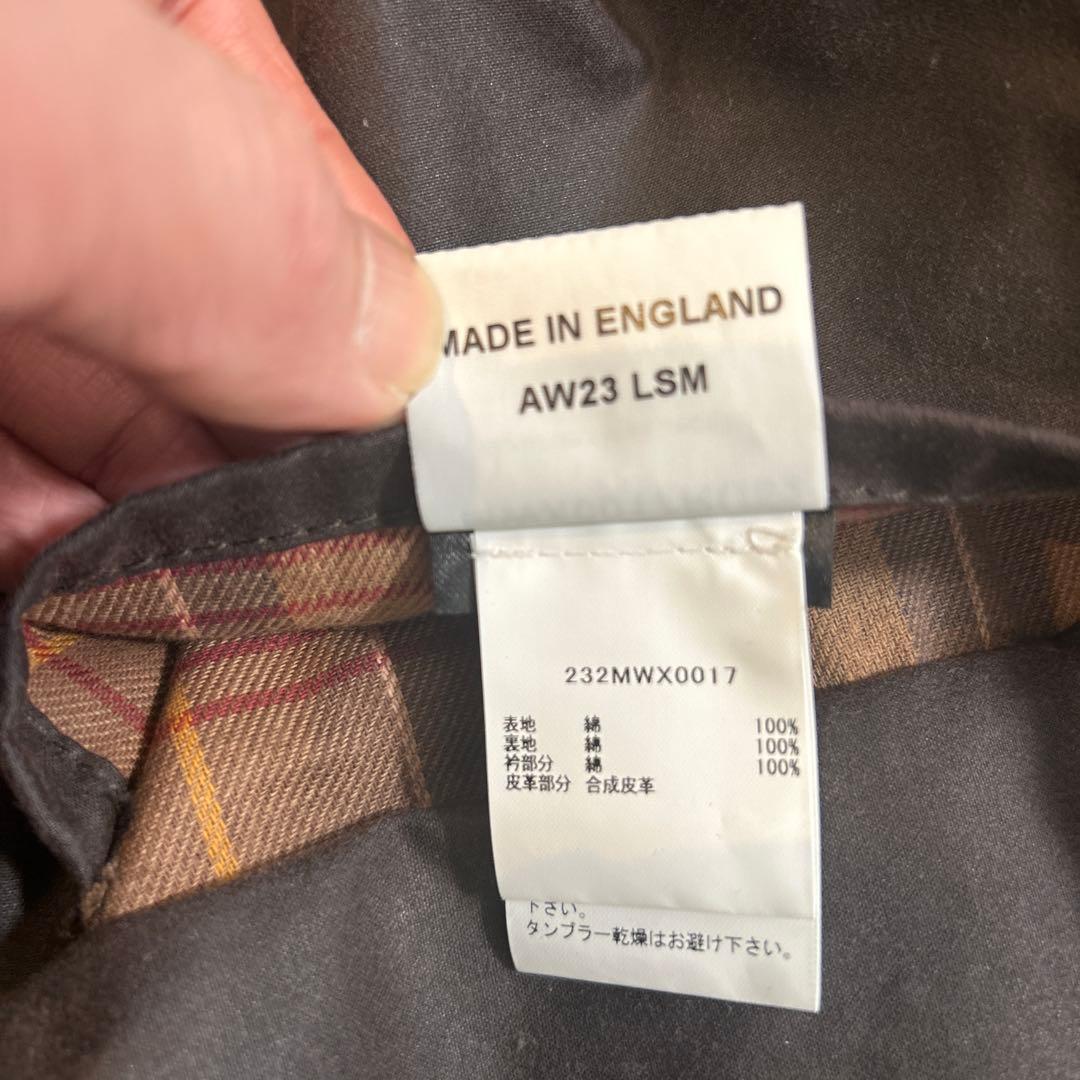 MADE IN ENGLAND
AW23 LSM
232MWX0017
表地 綿 100%
裏地 綿 100%
衿部分 綿 100%
皮革部分 合成皮革
下さい。
タンブラー乾燥はお避け下さい。